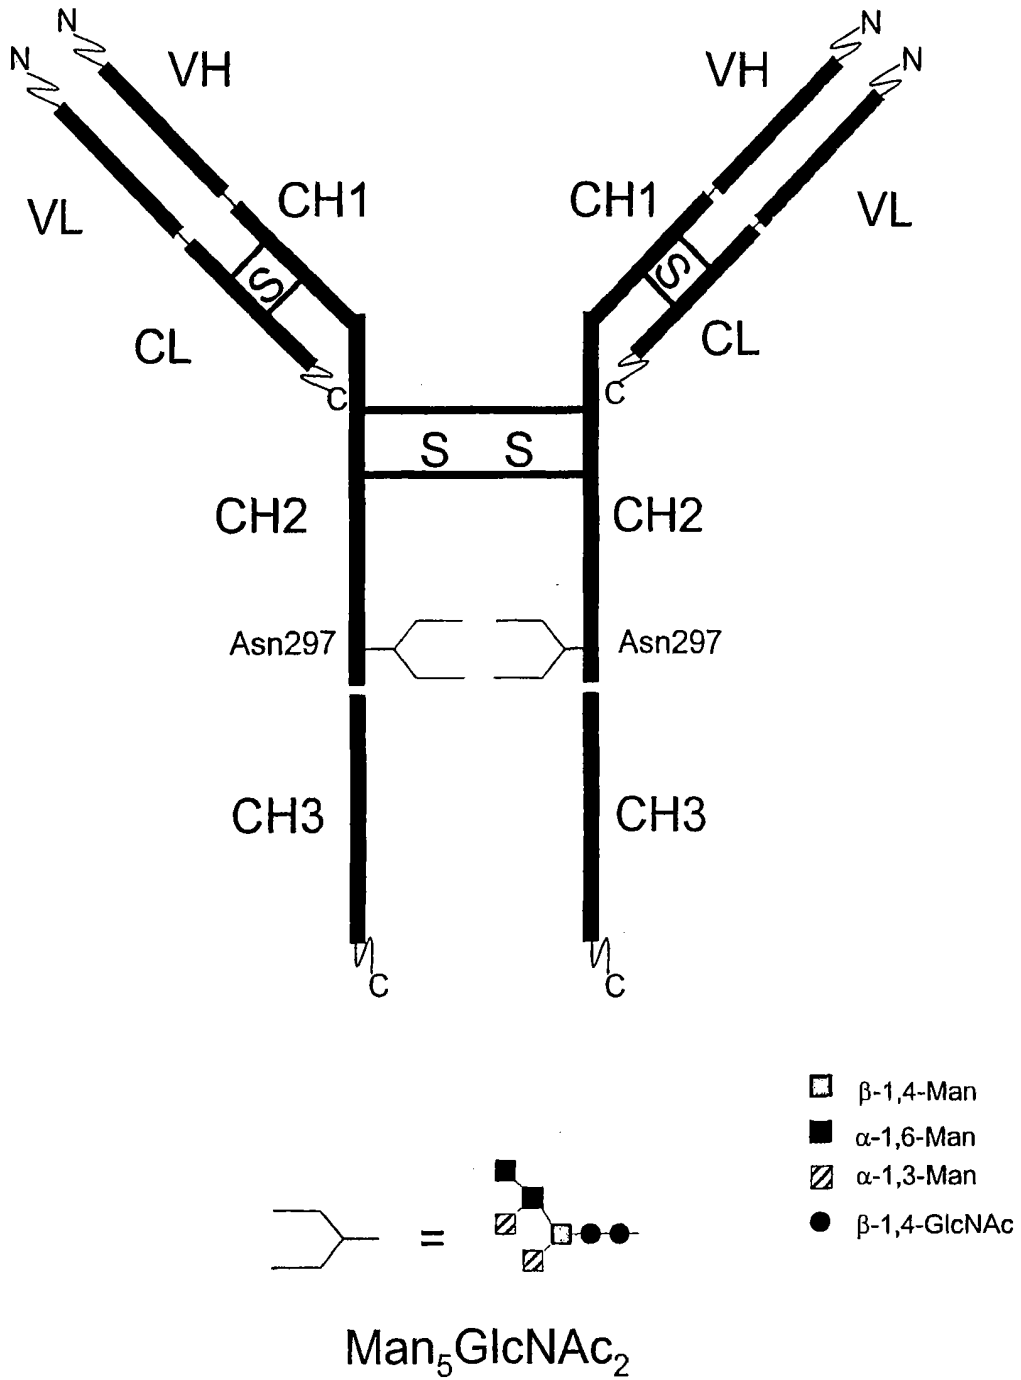 N
N
N
N
VH
VH
VL
VL
CH1
CH1
S
S
CL
CL
C
C
S S
CH2
CH2
Asn297
Asn297
CH3
CH3
C
C
β-1,4-Man
α-1,6-Man
α-1,3-Man
β-1,4-GlcNAc
=
Man₅GlcNAc₂